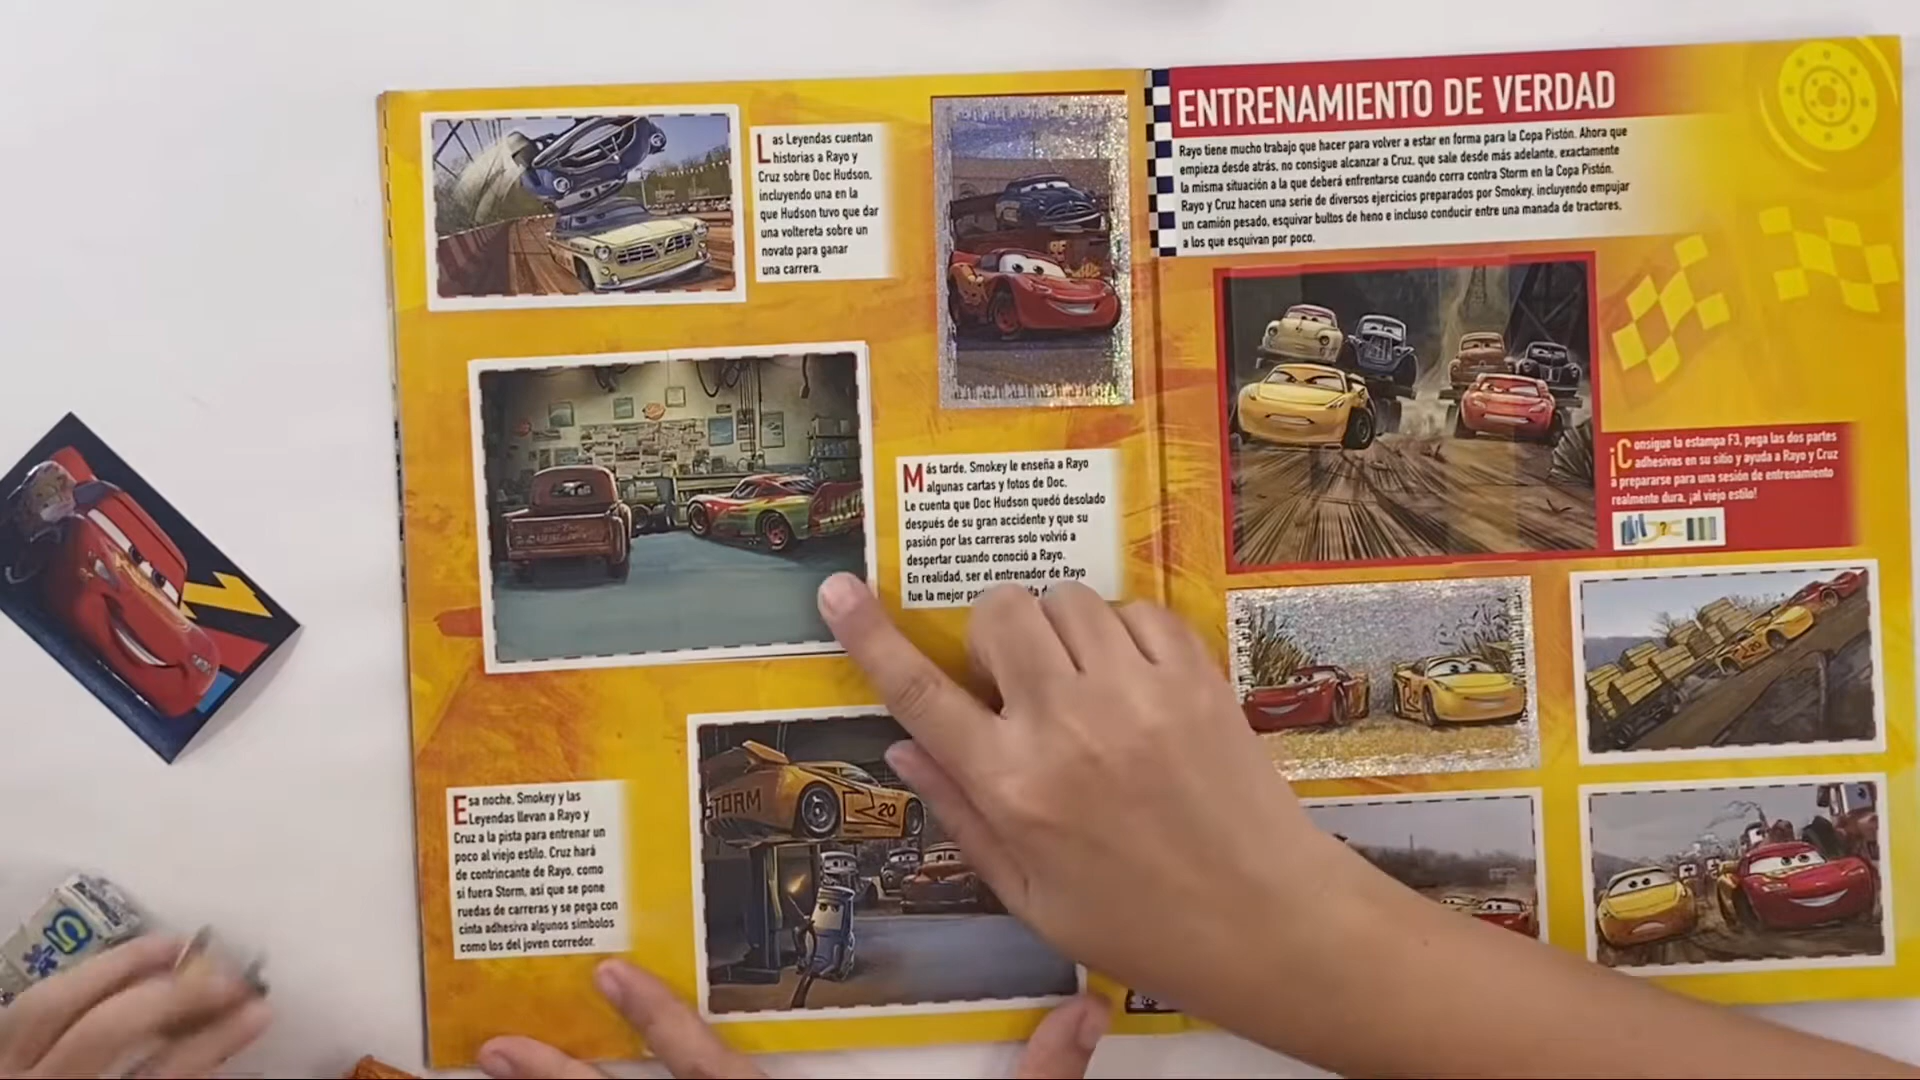 Las Leyendas cuentan
historias a Rayo y
Cruz sobre Doc Hudson,
incluyendo una en la
que Hudson tuvo que dar
una voltereta sobre un
novato para ganar
una carrera.
Más tarde, Smokey le enseña a Rayo
algunas cartas y fotos de Doc.
Le cuenta que Doc Hudson quedó desolado
después de su gran accidente y que su
pasión por las carreras solo volvió a
despertar cuando conoció a Rayo.
En realidad, ser el entrenador de Rayo
fue la mejor
STORM
20
Esa noche, Smokey y las
Leyendas llevan a Rayo y
Cruz a la pista para entrenar un
poco al viejo estilo. Cruz hará
de contrincante de Rayo, como
si fuera Storm, así que se pone
ruedas de carreras y se pega con
cinta adhesiva algunos símbolos
como los del joven corredor.
ENTRENAMIENTO DE VERDAD
Rayo tiene mucho trabajo que hacer para volver a estar en forma para la Copa Pistón. Ahora que
empieza desde atrás, no consigue alcanzar a Cruz, que sale desde más adelante, exactamente
la misma situación a la que deberá enfrentarse cuando corra contra Storm en la Copa Pistón.
Rayo y Cruz hacen una serie de diversos ejercicios preparados por Smokey, incluyendo empujar
un camión pesado, esquivar bultos de heno e incluso conducir entre una manada de tractores,
a los que esquivan por poco.
¡Consigue la estampa F3, pega las dos partes
adhesivas en su sitio y ayuda a Rayo y Cruz
a prepararse para una sesión de entrenamiento
realmente dura, ¡al viejo estilo!
?
20
5